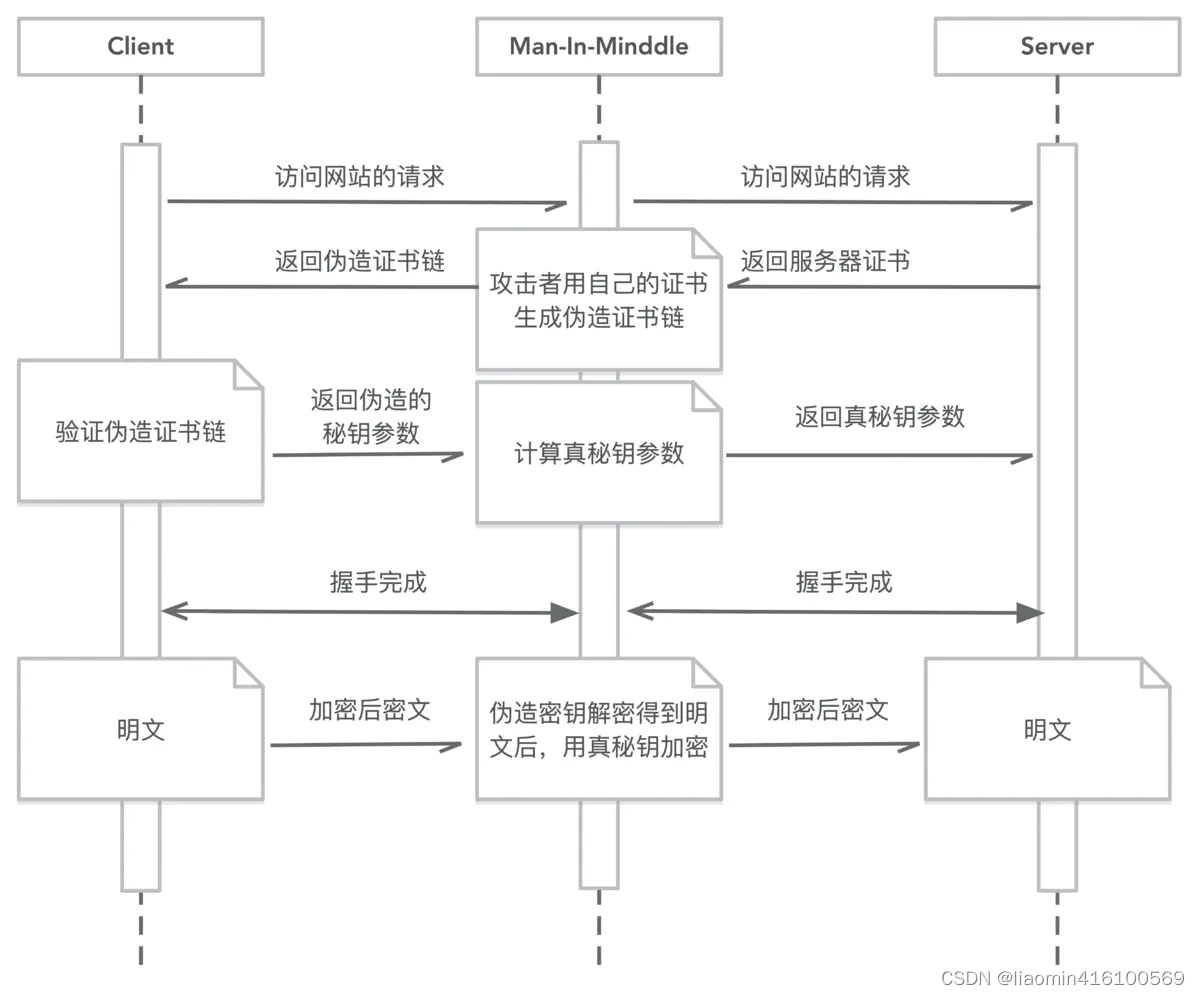 Client
Man-In-Minddle
Server
访问网站的请求
访问网站的请求
返回伪造证书链
攻击者用自己的证书
生成伪造证书链
返回服务器证书
验证伪造证书链
返回伪造的
秘钥参数
计算真秘钥参数
返回真秘钥参数
握手完成
握手完成
明文
加密后密文
伪造密钥解密得到明
文后，用真秘钥加密
加密后密文
明文
CSDN @liaomin416100569